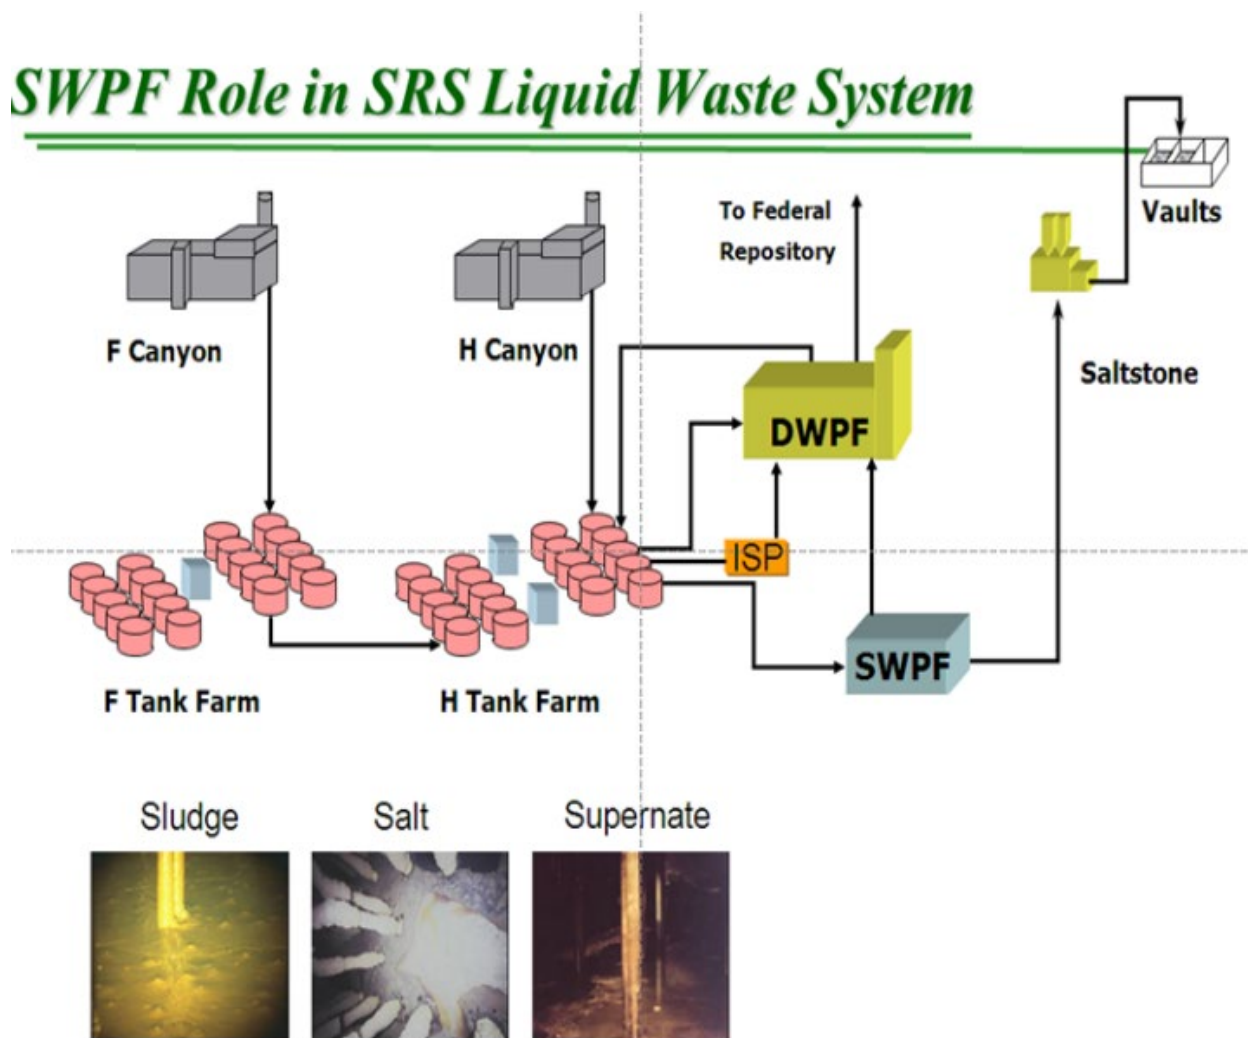 SWPF Role in SRS Liquid Waste System
To Federal
Repository
Vaults
F Canyon
H Canyon
Saltstone
DWPF
ISP
SWPF
F Tank Farm
H Tank Farm
Sludge
Salt
Supernate